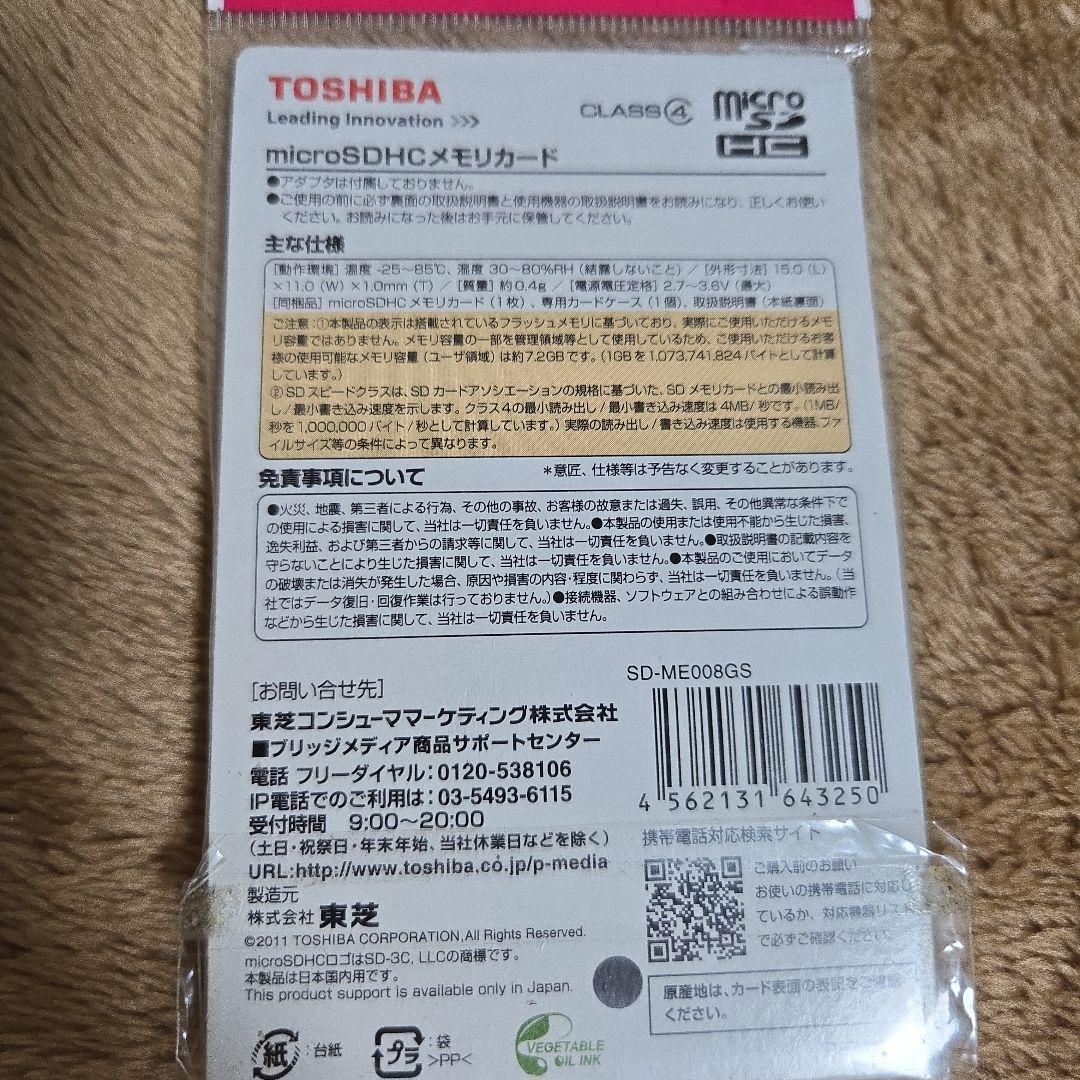 TOSHIBA
Leading Innovation >>>
CLASS④
micro
SD
HC
microSDHCメモリカード
●アダプタは付属しておりません。
●ご使用の前に必ず裏面の取扱説明書と使用機器の取扱説明書をお読みになり、正しくお使い
ください。お読みになった後はお手元に保管してください。
主な仕様
[動作環境] 温度 -25～85℃、湿度 30～80%RH (結露しないこと) / [外形寸法] 15.0 (L)
×11.0 (W) ×1.0mm (T) / [質量] 約0.4g / [電源電圧定格] 2.7～3.6V (最大)
[同梱品] microSDHCメモリカード (1枚)、専用カードケース (1個)、取扱説明書 (本紙裏面)
ご注意:①本製品の表示は搭載されているフラッシュメモリに基づいており、実際にご使用いただけるメモ
リ容量ではありません。メモリ容量の一部を管理領域等として使用しているため、ご使用いただけるお客
様の使用可能なメモリ容量 (ユーザ領域) は約7.2GBです。(1GBを1,073,741,824バイトとして計算
しています。)
②SDスピードクラスは、SDカードアソシエーションの規格に基づいた、SDメモリカードとの最小読み出
し/最小書き込み速度を示します。クラス4の最小読み出し/最小書き込み速度は 4MB/秒です。(1MB/
秒を1,000,000バイト/秒として計算しています。)実際の読み出し/書き込み速度は使用する機器、ファ
イルサイズ等の条件によって異なります。
*意匠、仕様等は予告なく変更することがあります。
免責事項について
●火災、地震、第三者による行為、その他の事故、お客様の故意または過失、誤用、その他異常な条件下で
の使用による損害に関して、当社は一切責任を負いません。●本製品の使用または使用不能から生じた損害、
逸失利益、および第三者からの請求等に関して、当社は一切責任を負いません。●取扱説明書の記載内容を
守らないことにより生じた損害に関して、当社は一切責任を負いません。●本製品のご使用においてデータ
の破壊または消失が発生した場合、原因や損害の内容・程度に関わらず、当社は一切責任を負いません。(当
社ではデータ復旧・回復作業は行っておりません。)●接続機器、ソフトウェアとの組み合わせによる誤動作
などから生じた損害に関して、当社は一切責任を負いません。
SD-ME008GS
4 562131 643250
[お問い合せ先]
東芝コンシューママーケティング株式会社
■ブリッジメディア商品サポートセンター
電話 フリーダイヤル:0120-538106
IP電話でのご利用は:03-5493-6115
受付時間 9:00～20:00
(土日・祝祭日・年末年始、当社休業日などを除く)
URL:http://www.toshiba.co.jp/p-media
製造元
株式会社 東芝
©2011 TOSHIBA CORPORATION,All Rights Reserved.
microSDHCロゴはSD-3C, LLCの商標です。
本製品は日本国内用です。
This product support is available only in Japan.
携帯電話対応検索サイト
ご購入前のお願い
お使いの携帯電話に対応し
ているか、対応機器リスト
で必ずご確認ください。
原産地は、カード表面の表記をご確認
ください。
紙 :台紙
プラ :袋
>PP<
VEGETABLE
OIL INK